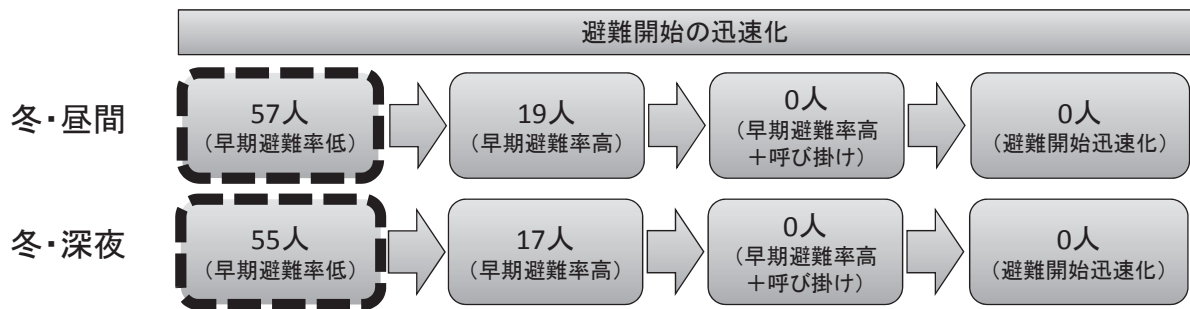 避難開始の迅速化
冬・昼間
57人
（早期避難率低）
19人
（早期避難率高）
0人
（早期避難率高
＋呼び掛け）
0人
（避難開始迅速化）
冬・深夜
55人
（早期避難率低）
17人
（早期避難率高）
0人
（早期避難率高
＋呼び掛け）
0人
（避難開始迅速化）